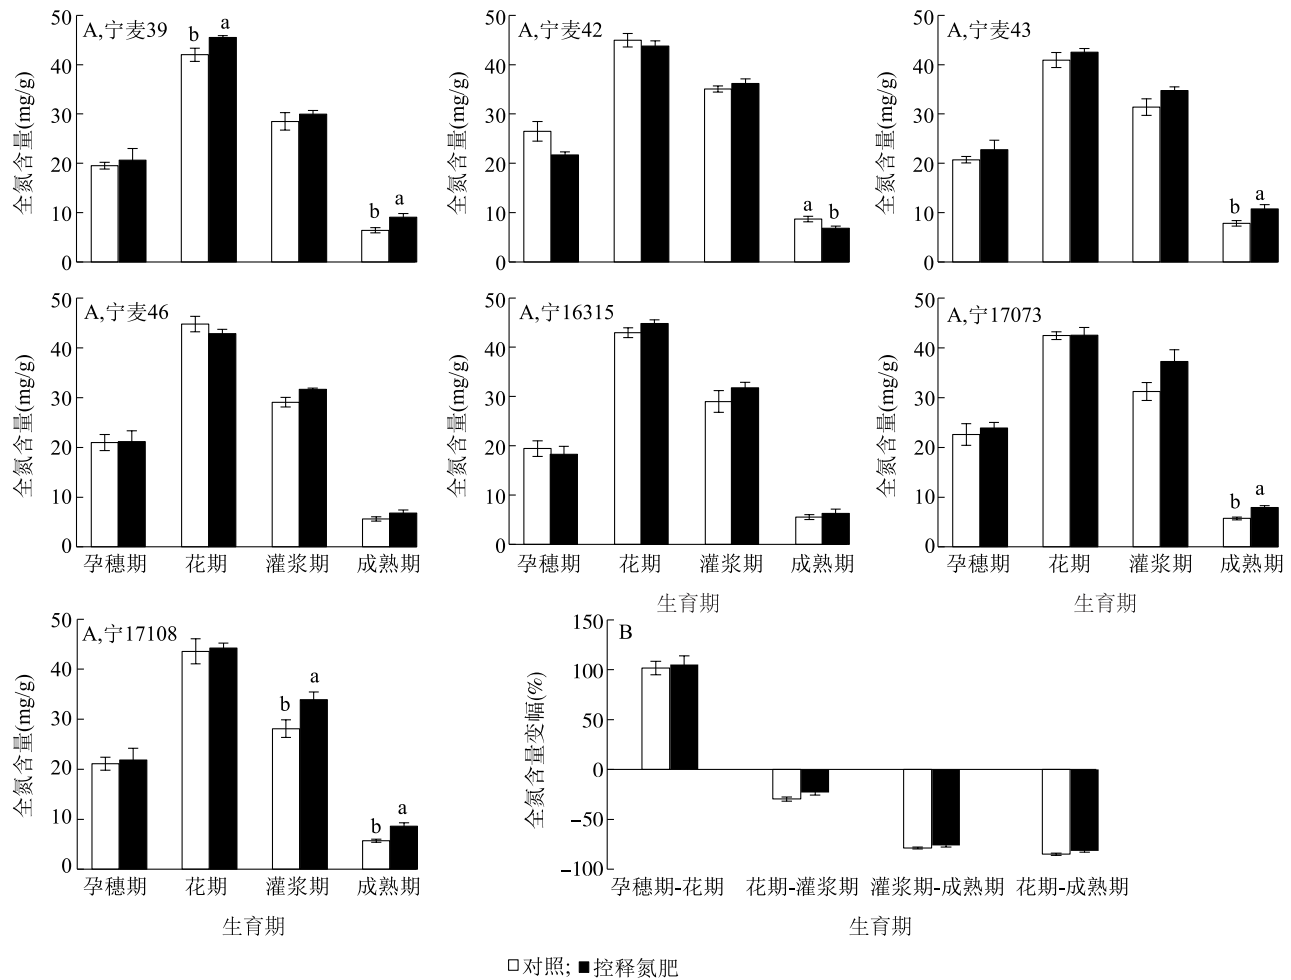 A,宁麦39
全氮含量(mg/g)
50
40
30
20
10
0
b
a
b
a
A,宁麦42
全氮含量(mg/g)
50
40
30
20
10
0
a
b
A,宁麦43
全氮含量(mg/g)
50
40
30
20
10
0
b
a
A,宁麦46
全氮含量(mg/g)
50
40
30
20
10
0
孕穗期 花期 灌浆期 成熟期
A,宁16315
全氮含量(mg/g)
50
40
30
20
10
0
孕穗期 花期 灌浆期 成熟期
生育期
A,宁17073
全氮含量(mg/g)
50
40
30
20
10
0
b
a
孕穗期 花期 灌浆期 成熟期
生育期
A,宁17108
全氮含量(mg/g)
50
40
30
20
10
0
b
a
b
a
孕穗期 花期 灌浆期 成熟期
生育期
B
全氮含量变幅(%)
150
100
50
0
−50
−100
孕穗期-花期 花期-灌浆期 灌浆期-成熟期 花期-成熟期
生育期
对照; 控释氮肥